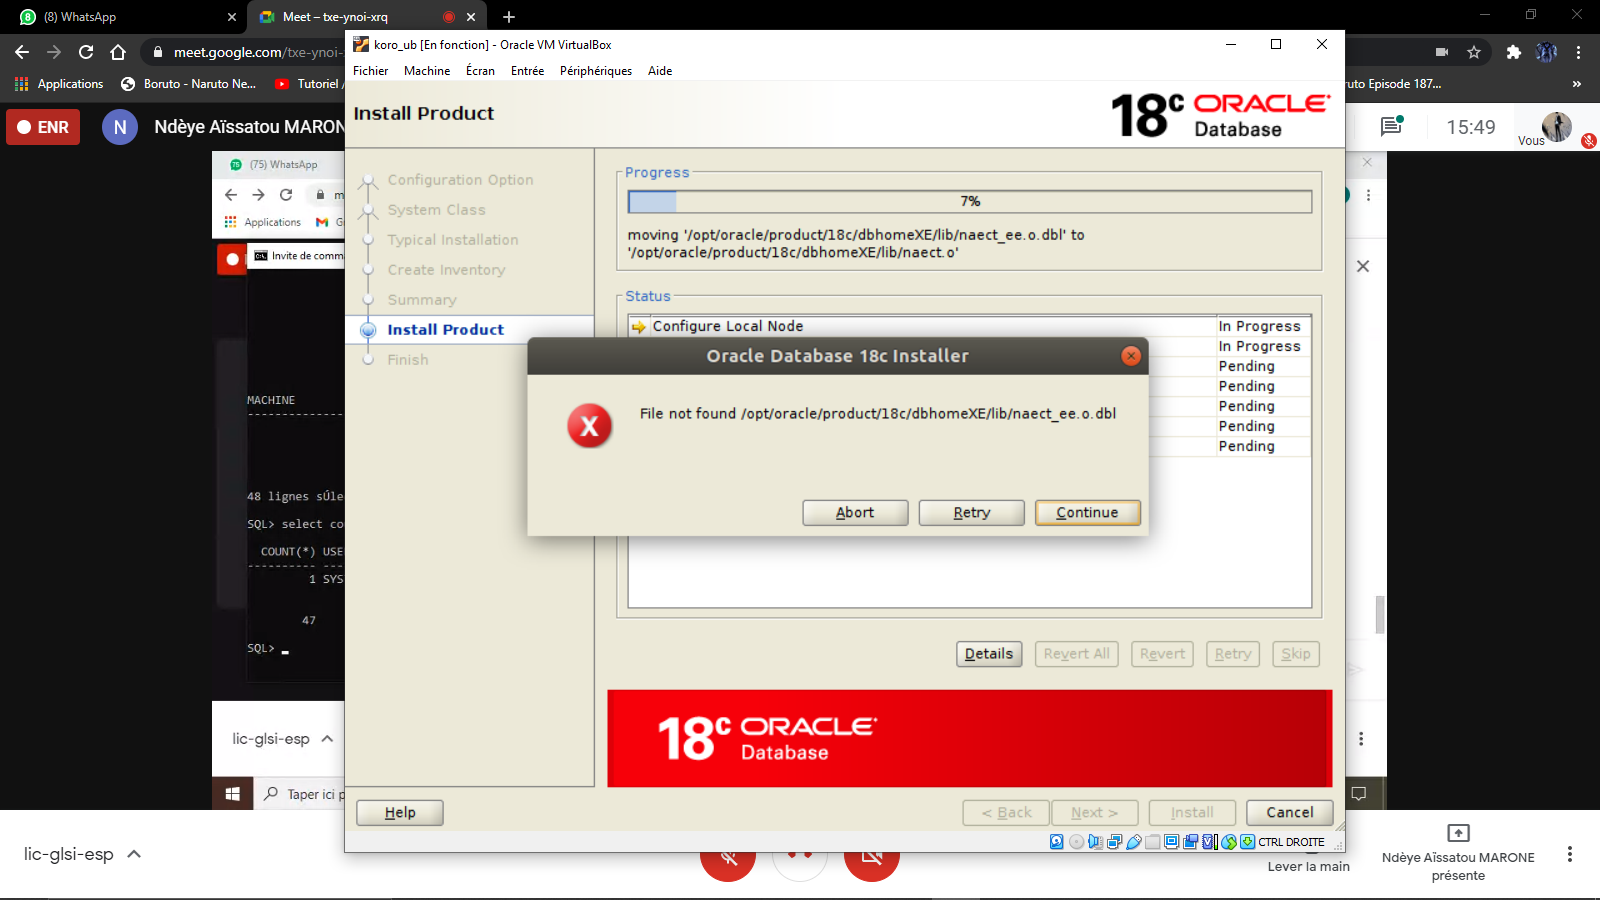 (8) WhatsApp
Meet – txe-ynoi-xrq
koro_ub [En fonction] - Oracle VM VirtualBox
meet.google.com/txe-ynoi-
Fichier Machine Écran Entrée Périphériques Aide
Applications
Boruto - Naruto Ne...
Tutoriel
ruto Episode 187...
»
Install Product
18c ORACLE
Database
ENR
N
Ndèye Aïssatou MARON
15:49
Vous
(75) WhatsApp
Applications
Invite de comm
Configuration Option
System Class
Typical Installation
Create Inventory
Summary
Install Product
Finish
Progress
7%
moving '/opt/oracle/product/18c/dbhomeXE/lib/naect_ee.o.dbl' to
'/opt/oracle/product/18c/dbhomeXE/lib/naect.o'
Status
Configure Local Node In Progress
In Progress
Pending
Pending
Pending
Pending
Pending
Oracle Database 18c Installer
File not found /opt/oracle/product/18c/dbhomeXE/lib/naect_ee.o.dbl
Abort Retry Continue
MACHINE
48 lignes súle
SQL> select co
COUNT(*) USE
1 SYS
47
SQL>
Details Revert All Revert Retry Skip
18c ORACLE
Database
lic-glsi-esp
Taper ici p
Help
< Back Next > Install Cancel
CTRL DROITE
lic-glsi-esp
Lever la main
Ndèye Aïssatou MARONE
présente